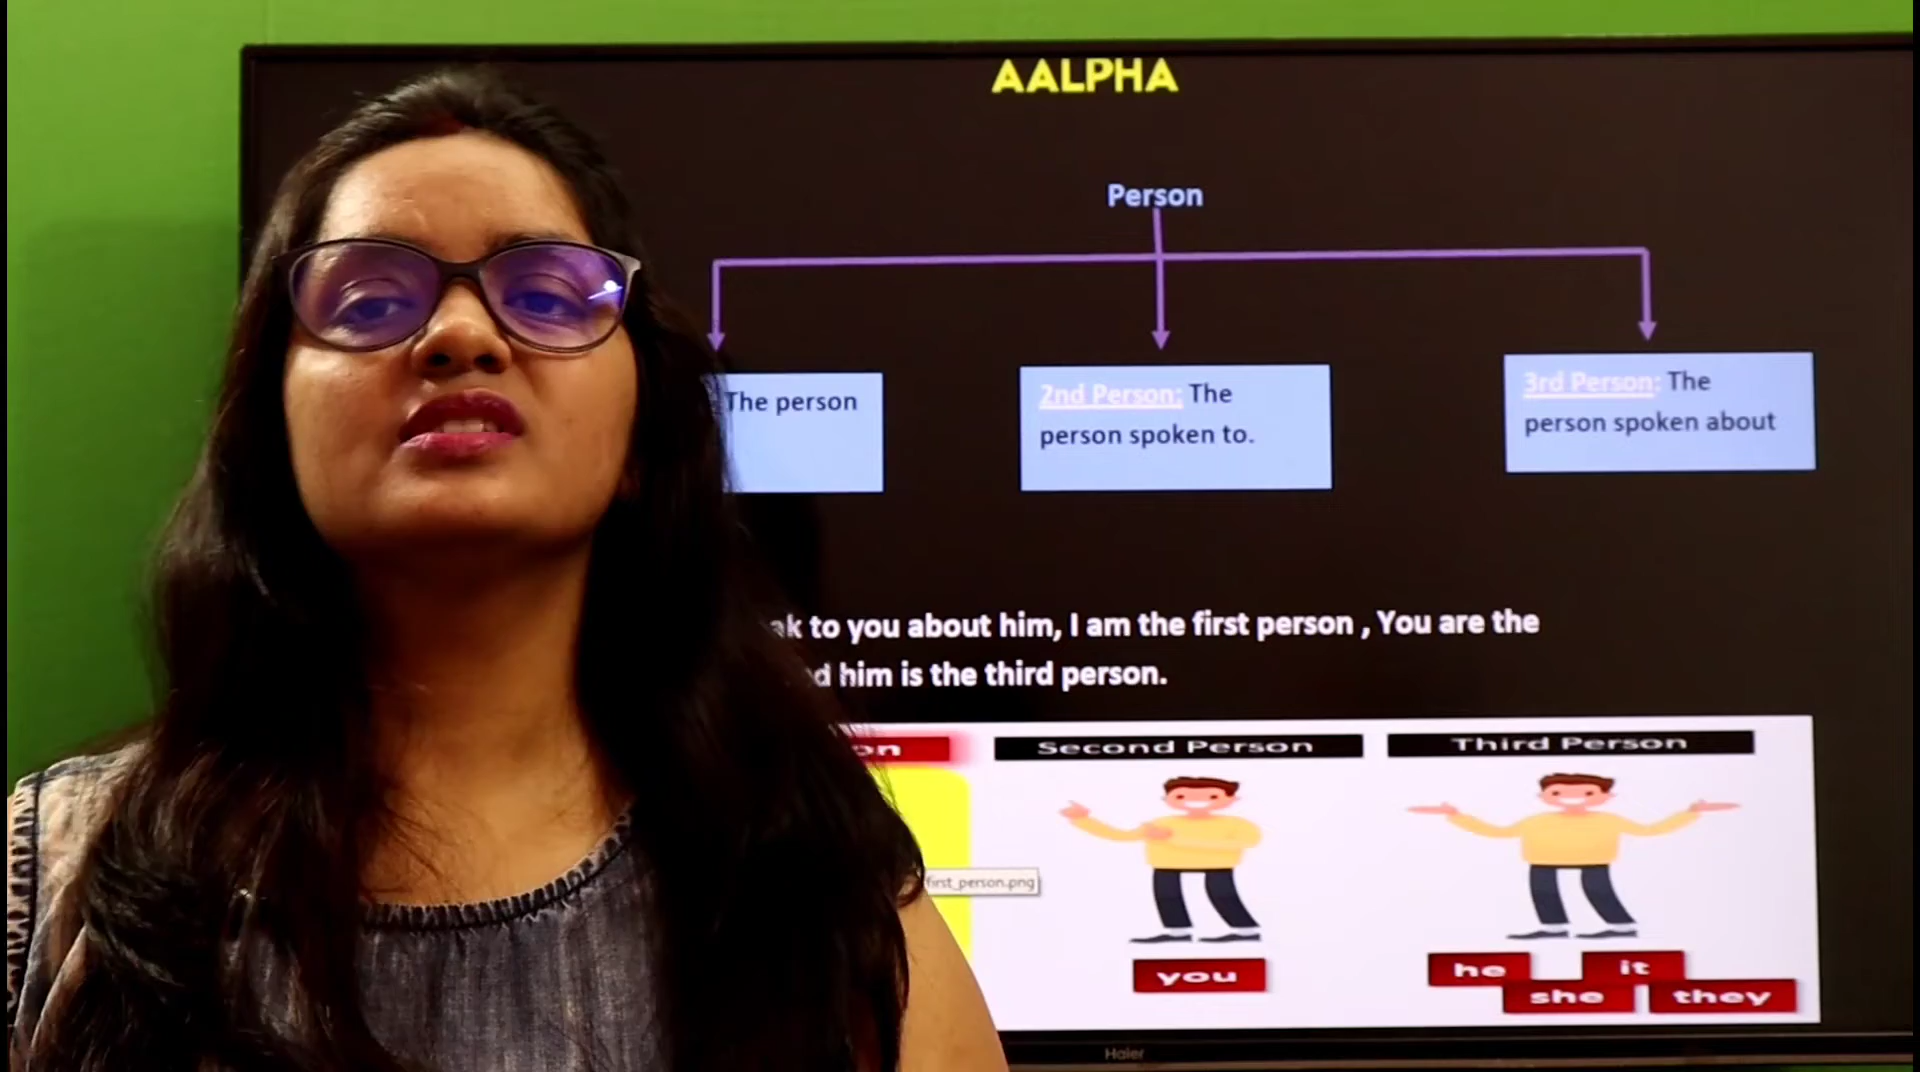 AALPHA
Person
The person
2nd Person: The
person spoken to.
3rd Person: The
person spoken about
to you about him, I am the first person , You are the
him is the third person.
Second Person
Third Person
first_person.png
you
he
it
she
they
Haier